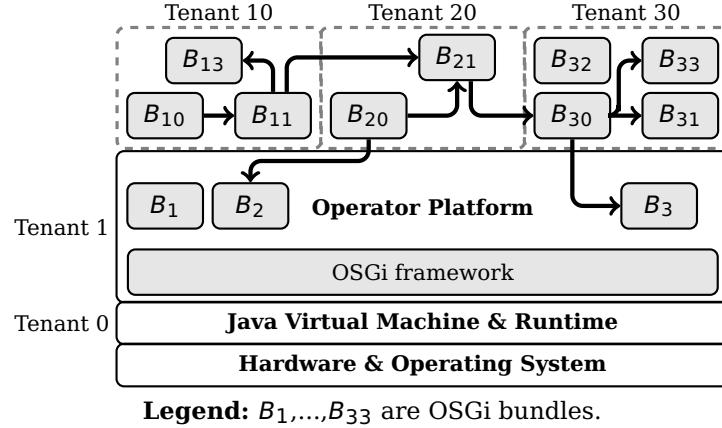 Tenant 10 Tenant 20 Tenant 30
B13 B21 B32 B33
B10 B11 B20 B30 B31
Tenant 1
B1 B2 Operator Platform B3
OSGi framework
Tenant 0 Java Virtual Machine & Runtime
Hardware & Operating System
Legend: B1,...,B33 are OSGi bundles.